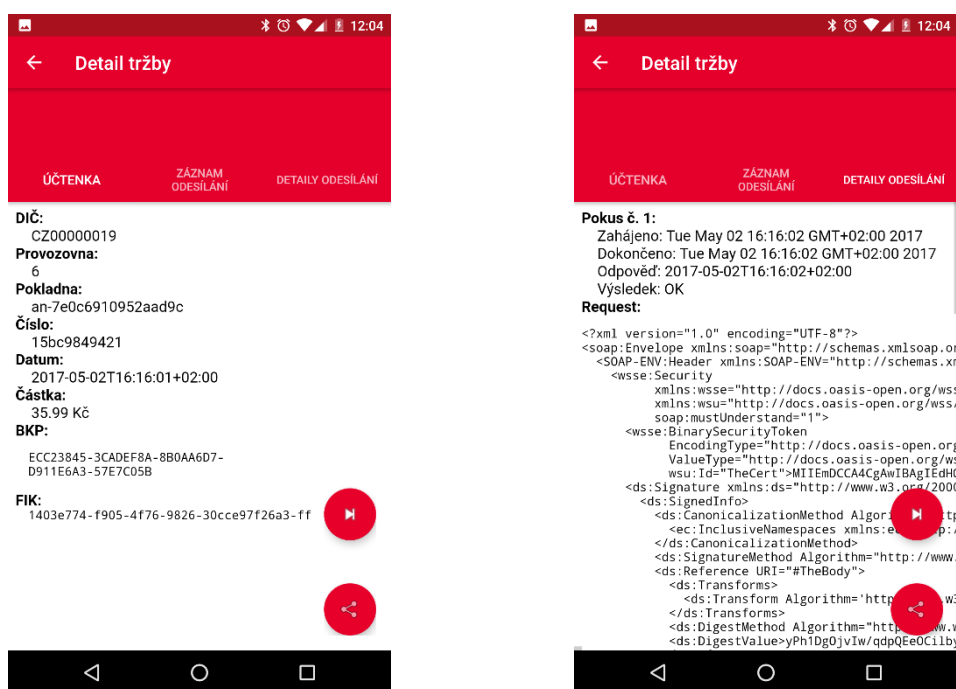 12:04
Detail tržby
ÚČTENKA
ZÁZNAM
ODESÍLÁNÍ
DETAILY ODESÍLÁNÍ
DIČ:
CZ00000019
Provozovna:
6
Pokladna:
an-7e0c6910952aad9c
Číslo:
15bc9849421
Datum:
2017-05-02T16:16:01+02:00
Částka:
35.99 Kč
BKP:
ECC23845-3CADEF8A-8B0AA6D7-
D911E6A3-57E7C05B
FIK:
1403e774-f905-4f76-9826-30cce97f26a3-ff
12:04
Detail tržby
ÚČTENKA
ZÁZNAM
ODESÍLÁNÍ
DETAILY ODESÍLÁNÍ
Pokus č. 1:
Zahájeno: Tue May 02 16:16:02 GMT+02:00 2017
Dokončeno: Tue May 02 16:16:02 GMT+02:00 2017
Odpověď: 2017-05-02T16:16:02+02:00
Výsledek: OK
Request:
<?xml version="1.0" encoding="UTF-8"?>
<soap:Envelope xmlns:soap="http://schemas.xmlsoap.or
<SOAP-ENV:Header xmlns:SOAP-ENV="http://schemas.xm
<wsse:Security
xmlns:wsse="http://docs.oasis-open.org/wss
xmlns:wsu="http://docs.oasis-open.org/wss/
soap:mustUnderstand="1">
<wsse:BinarySecurityToken
EncodingType="http://docs.oasis-open.org
ValueType="http://docs.oasis-open.org/ws
wsu:Id="TheCert">MIIEmDCCA4CgAwIBAgIEdH
<ds:Signature xmlns:ds="http://www.w3.org/2000
<ds:SignedInfo>
<ds:CanonicalizationMethod Algor
<ec:InclusiveNamespaces
</ds:CanonicalizationMethod>
<ds:SignatureMethod Algorithm="http://www.
<ds:Reference URI="#TheBody">
<ds:Transforms>
<ds:Transform Algorithm='http
</ds:Transforms>
<ds:DigestMethod Algorithm="http
<ds:DigestValue>yPh1DgOjvIw/qdpQEeOCilby